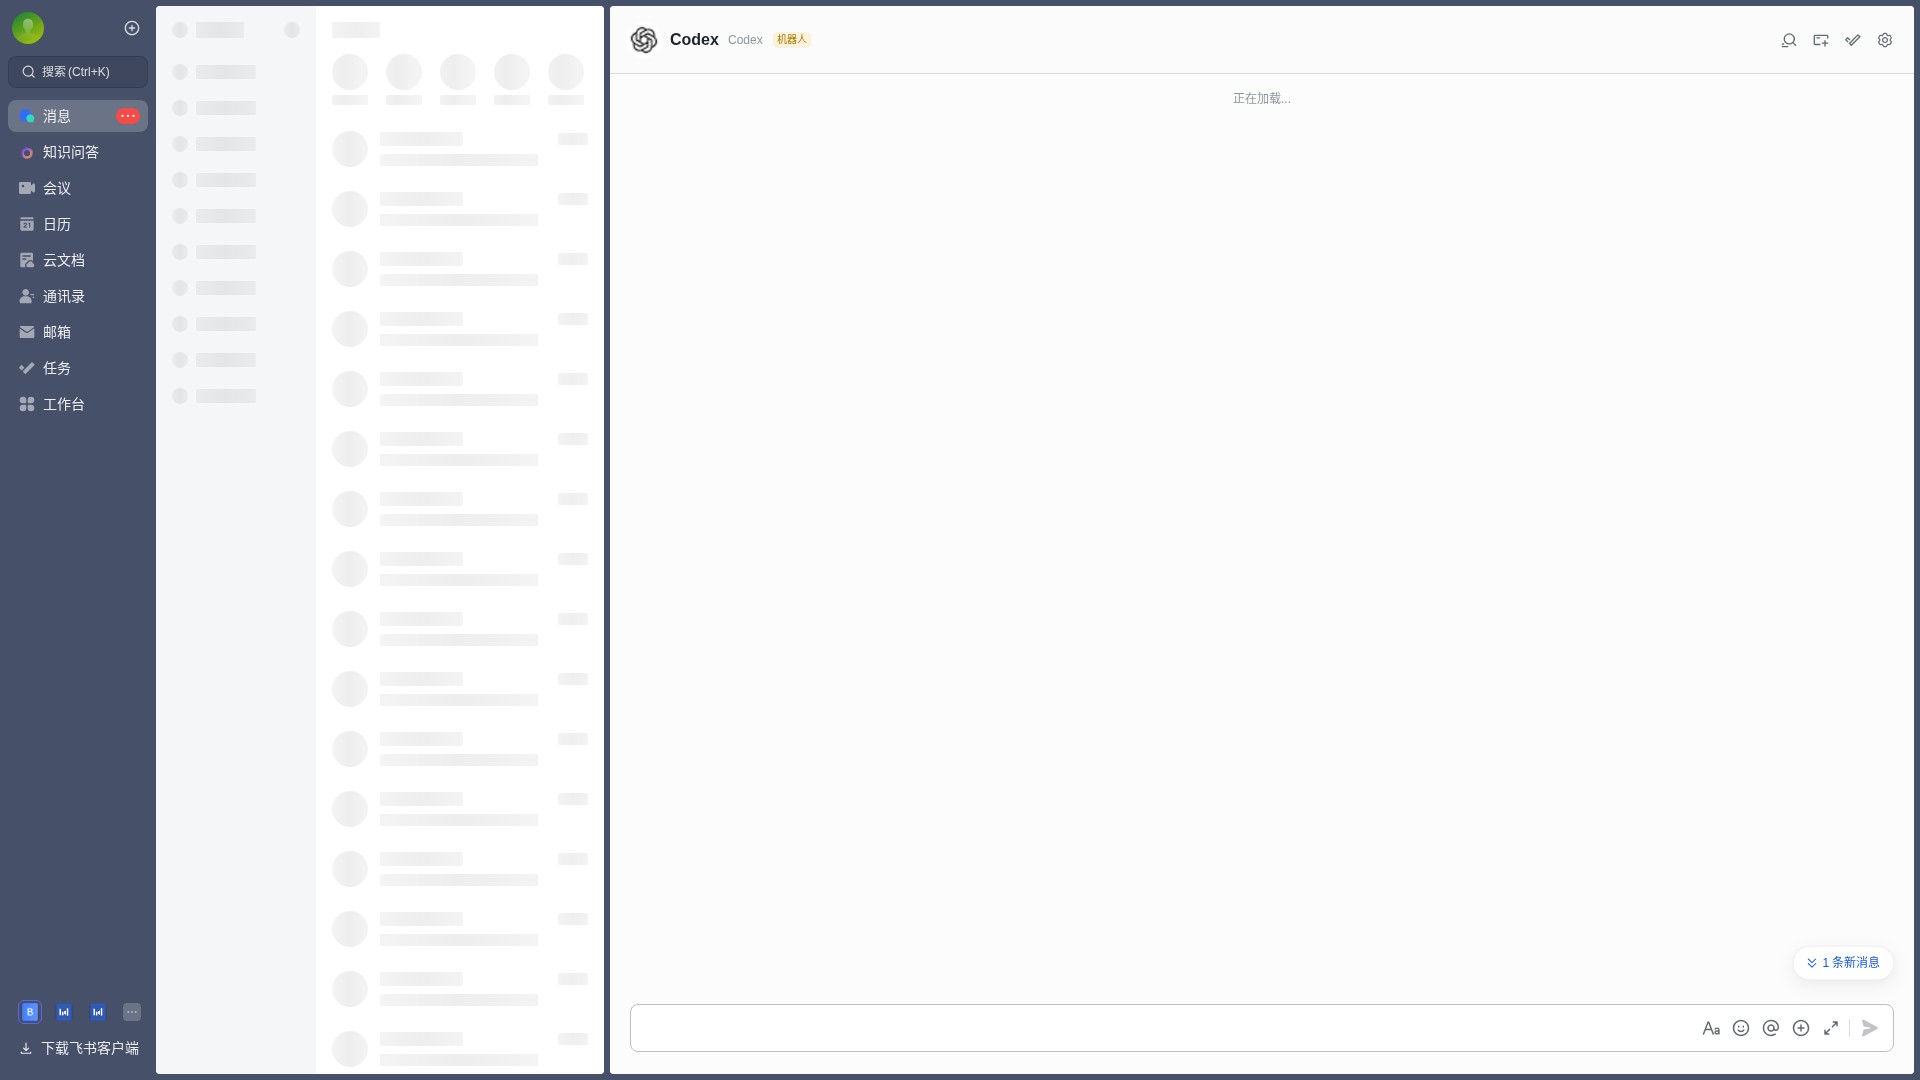 搜索 (Ctrl+K)
消息
知识问答
会议
日历
云文档
通讯录
邮箱
任务
工作台
B
下载飞书客户端
Codex Codex 机器人
正在加载...
1 条新消息
Aa